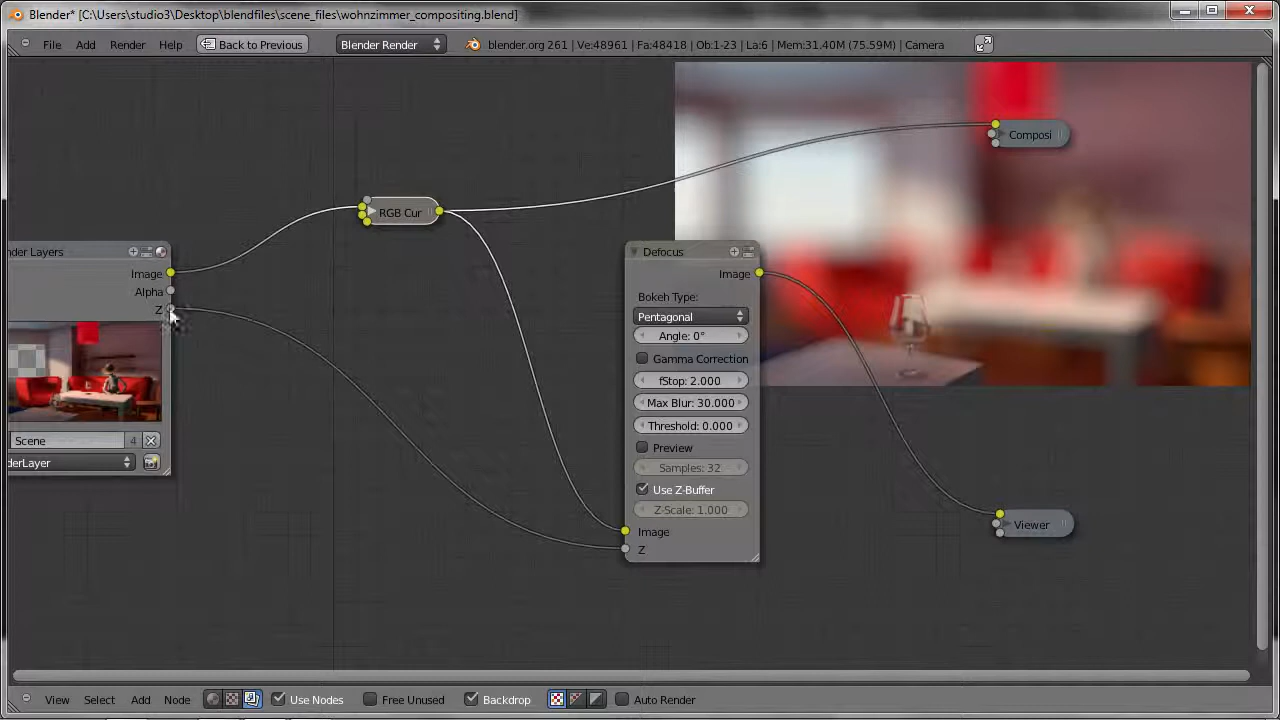 Blender* [C:\Users\studio3\Desktop\blendfiles\scene_files\wohnzimmer_compositing.blend]
File Add Render Help Back to Previous Blender Render blender.org 261 | Ve:48961 | Fa:48418 | Ob:1-23 | La:6 | Mem:31.40M (75.59M) | Camera
Composi
RGB Cur
nder Layers
Image
Alpha
Z
Scene 4
derLayer
Defocus
Image
Bokeh Type:
Pentagonal
Angle: 0°
Gamma Correction
fStop: 2.000
Max Blur: 30.000
Threshold: 0.000
Preview
Samples: 32
Use Z-Buffer
Z-Scale: 1.000
Image
Z
Viewer
View Select Add Node Use Nodes Free Unused Backdrop Auto Render